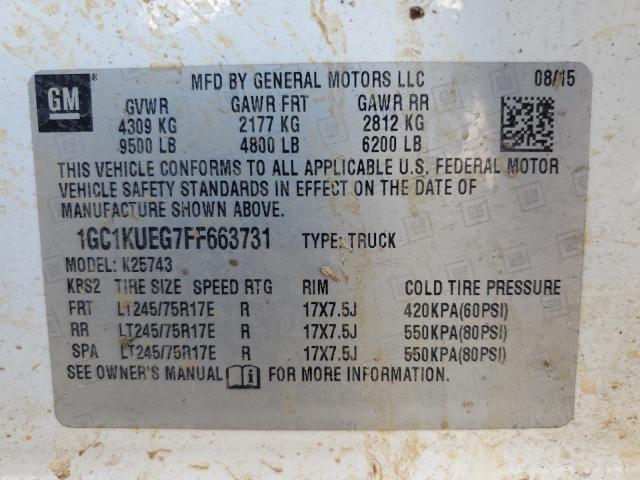 GM
MFD BY GENERAL MOTORS LLC 08/15
GVWR GAWR FRT GAWR RR
4309 KG 2177 KG 2812 KG
9500 LB 4800 LB 6200 LB
THIS VEHICLE CONFORMS TO ALL APPLICABLE U.S. FEDERAL MOTOR
VEHICLE SAFETY STANDARDS IN EFFECT ON THE DATE OF
MANUFACTURE SHOWN ABOVE.
1GC1KUEG7FF663731 TYPE: TRUCK
MODEL: K25743
KPS2 TIRE SIZE SPEED RTG RIM COLD TIRE PRESSURE
FRT LT245/75R17E R 17X7.5J 420KPA(60PSI)
RR LT245/75R17E R 17X7.5J 550KPA(80PSI)
SPA LT245/75R17E R 17X7.5J 550KPA(80PSI)
SEE OWNER'S MANUAL FOR MORE INFORMATION.